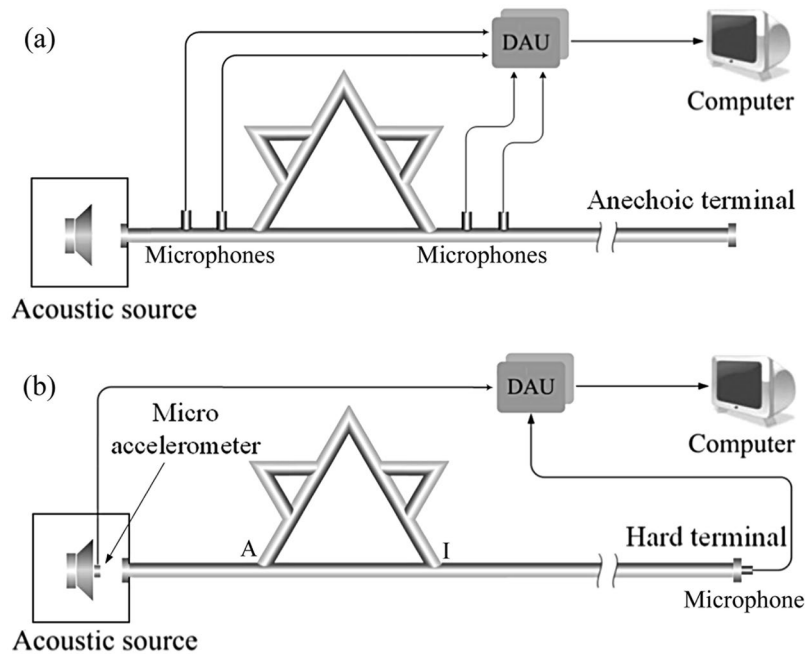 (a)
DAU
Computer
Anechoic terminal
Microphones
Microphones
Acoustic source
(b)
DAU
Micro
accelerometer
Computer
A
I
Hard terminal
Microphone
Acoustic source